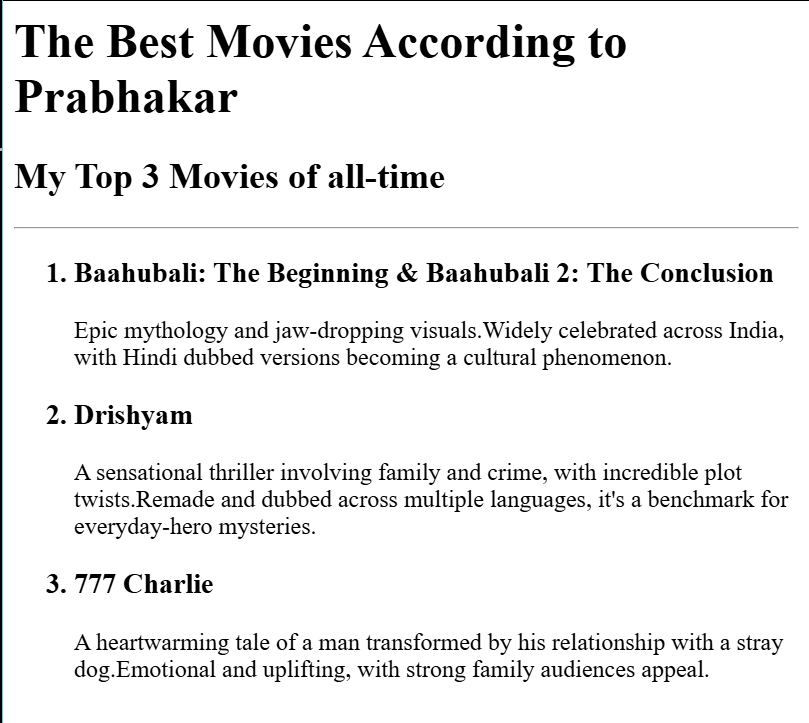 The Best Movies According to
Prabhakar
My Top 3 Movies of all-time
1. Baahubali: The Beginning & Baahubali 2: The Conclusion
Epic mythology and jaw-dropping visuals.Widely celebrated across India,
with Hindi dubbed versions becoming a cultural phenomenon.
2. Drishyam
A sensational thriller involving family and crime, with incredible plot
twists.Remade and dubbed across multiple languages, it's a benchmark for
everyday-hero mysteries.
3. 777 Charlie
A heartwarming tale of a man transformed by his relationship with a stray
dog.Emotional and uplifting, with strong family audiences appeal.